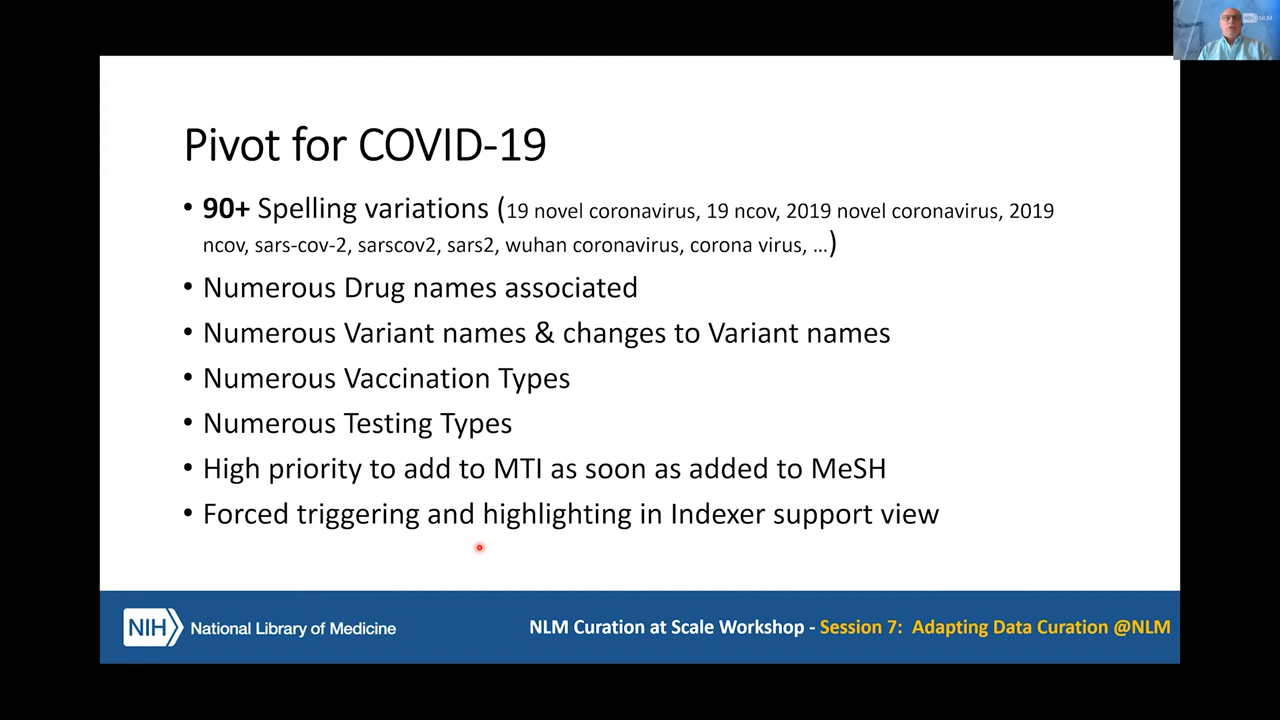 NIH NLM
Pivot for COVID-19
• 90+ Spelling variations (19 novel coronavirus, 19 ncov, 2019 novel coronavirus, 2019
ncov, sars-cov-2, sarscov2, sars2, wuhan coronavirus, corona virus, ...)
• Numerous Drug names associated
• Numerous Variant names & changes to Variant names
• Numerous Vaccination Types
• Numerous Testing Types
• High priority to add to MTI as soon as added to MeSH
• Forced triggering and highlighting in Indexer support view
NIH National Library of Medicine
NLM Curation at Scale Workshop - Session 7: Adapting Data Curation @NLM